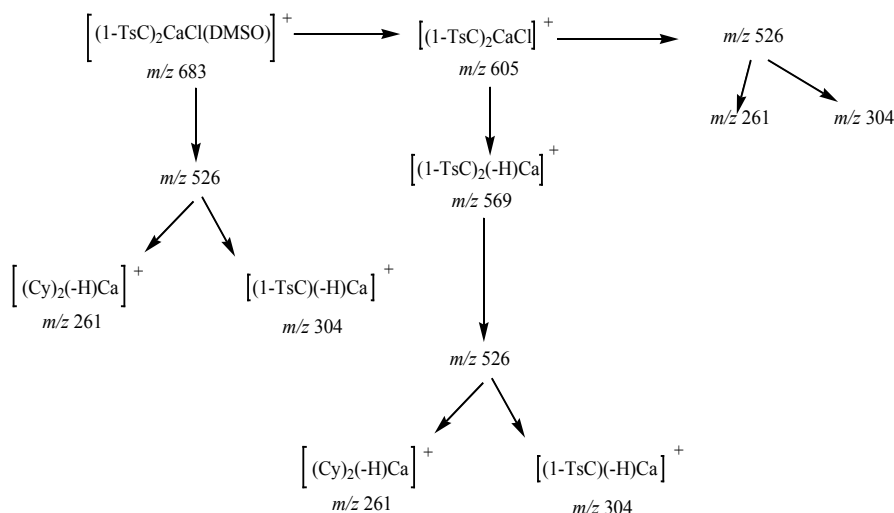 [(1-TsC)₂CaCl(DMSO)]⁺
m/z 683
[(1-TsC)₂CaCl]⁺
m/z 605
m/z 526
m/z 261
m/z 304
[(1-TsC)₂(-H)Ca]⁺
m/z 569
m/z 526
[(Cy)₂(-H)Ca]⁺
m/z 261
[(1-TsC)(-H)Ca]⁺
m/z 304
m/z 526
[(Cy)₂(-H)Ca]⁺
m/z 261
[(1-TsC)(-H)Ca]⁺
m/z 304